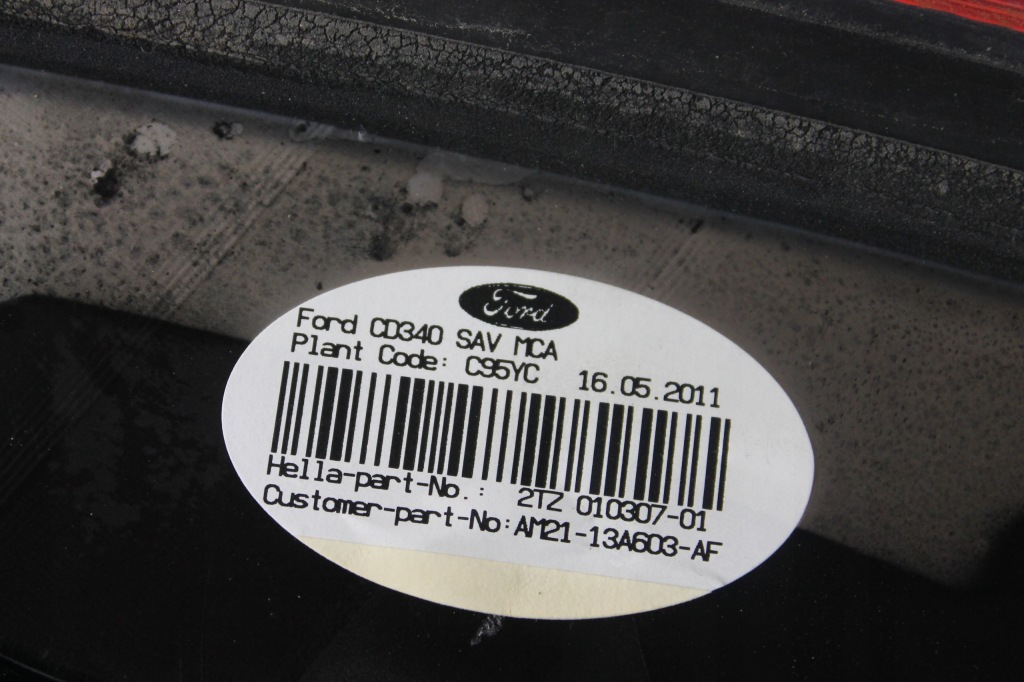 Ford
Ford CD340 SAV MCA
Plant Code: C95YC 16.05.2011
Hella-part-No.: 2TZ 010307-01
Customer-part-No:AM21-13A603-AF